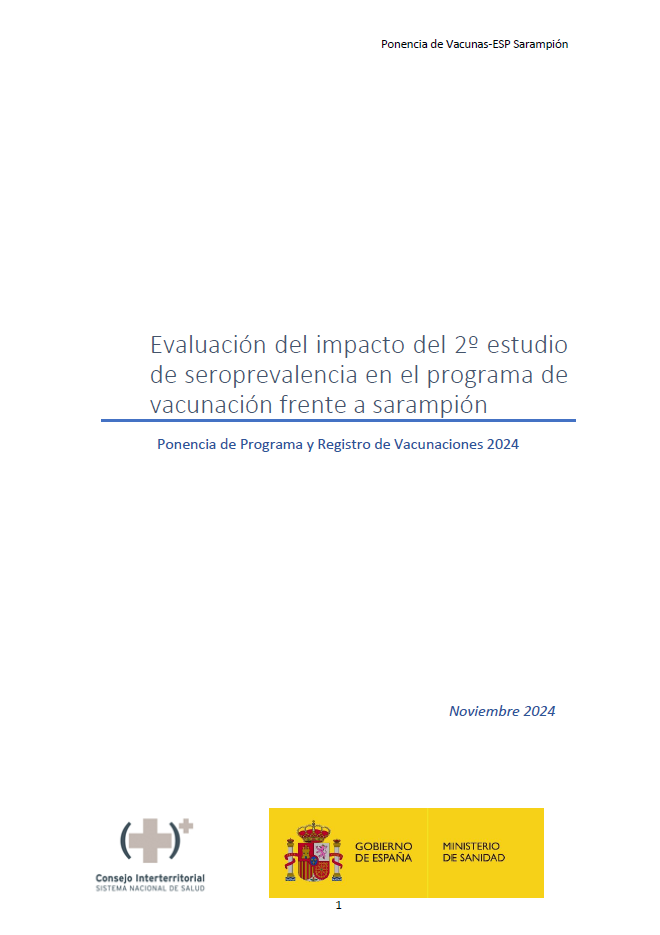 Ponencia de Vacunas-ESP Sarampión
Evaluación del impacto del 2º estudio
de seroprevalencia en el programa de
vacunación frente a sarampión
Ponencia de Programa y Registro de Vacunaciones 2024
Noviembre 2024
Consejo Interterritorial
SISTEMA NACIONAL DE SALUD
GOBIERNO
DE ESPAÑA
MINISTERIO
DE SANIDAD
1